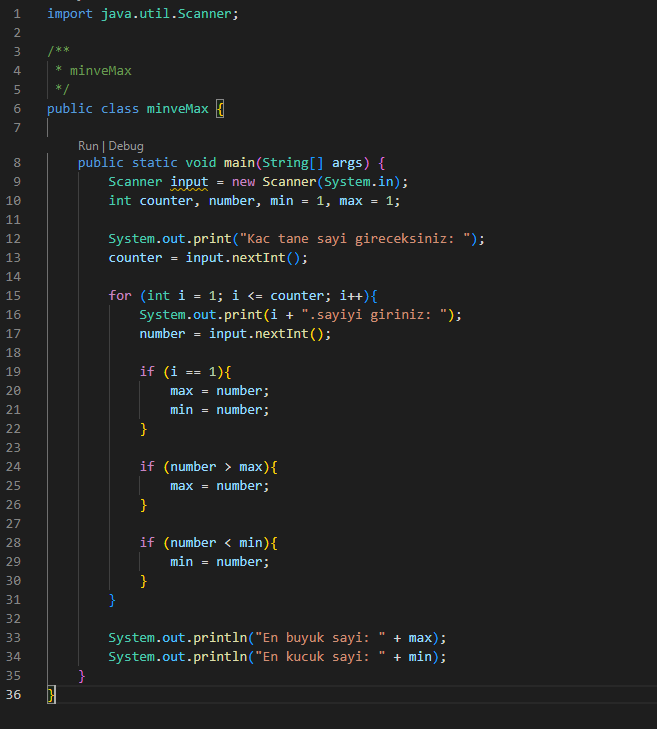 1 import java.util.Scanner;
2
3 /**
4  * minveMax
5  */
6 public class minveMax {
7
Run | Debug
8     public static void main(String[] args) {
9         Scanner input = new Scanner(System.in);
10         int counter, number, min = 1, max = 1;
11
12         System.out.print("Kac tane sayi gireceksiniz: ");
13         counter = input.nextInt();
14
15         for (int i = 1; i <= counter; i++){
16             System.out.print(i + ".sayiyi giriniz: ");
17             number = input.nextInt();
18
19             if (i == 1){
20                 max = number;
21                 min = number;
22             }
23
24             if (number > max){
25                 max = number;
26             }
27
28             if (number < min){
29                 min = number;
30             }
31         }
32
33         System.out.println("En buyuk sayi: " + max);
34         System.out.println("En kucuk sayi: " + min);
35     }
36 }